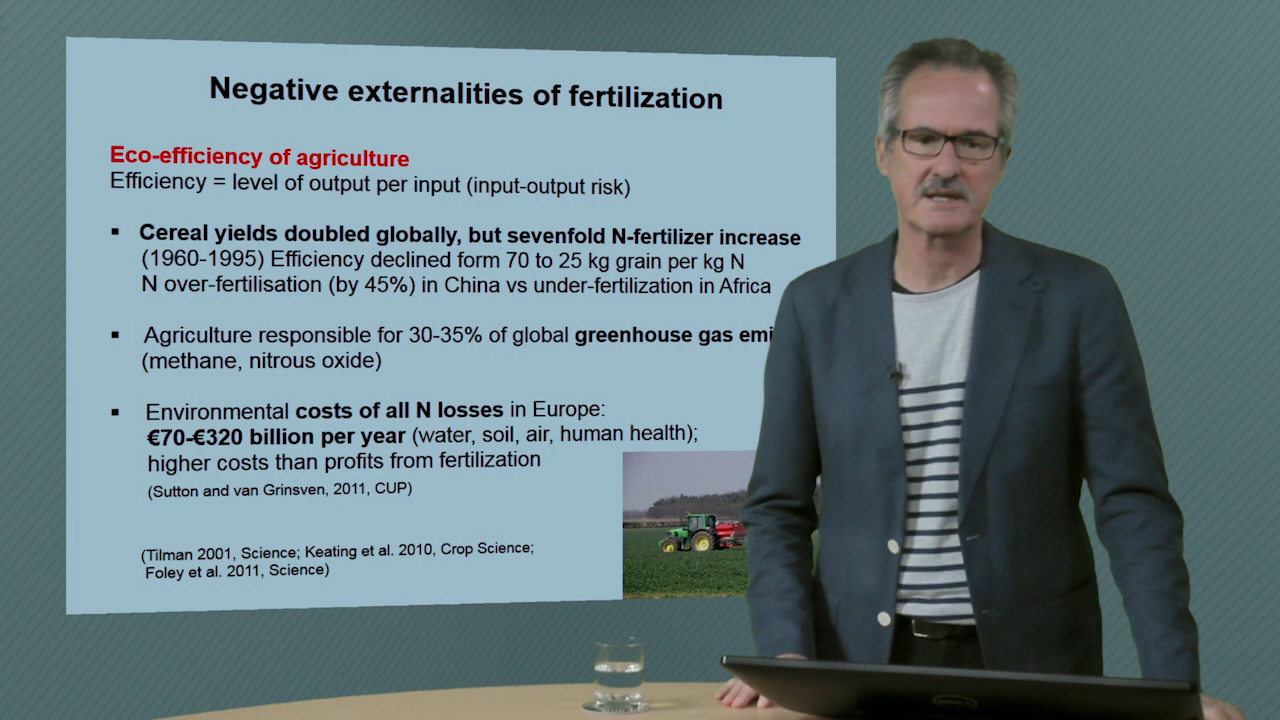 Negative externalities of fertilization
Eco-efficiency of agriculture
Efficiency = level of output per input (input-output risk)
▪ Cereal yields doubled globally, but sevenfold N-fertilizer increase
(1960-1995) Efficiency declined form 70 to 25 kg grain per kg N
N over-fertilisation (by 45%) in China vs under-fertilization in Africa
▪ Agriculture responsible for 30-35% of global greenhouse gas emi
(methane, nitrous oxide)
▪ Environmental costs of all N losses in Europe:
€70-€320 billion per year (water, soil, air, human health);
higher costs than profits from fertilization
(Sutton and van Grinsven, 2011, CUP)
(Tilman 2001, Science; Keating et al. 2010, Crop Science;
Foley et al. 2011, Science)